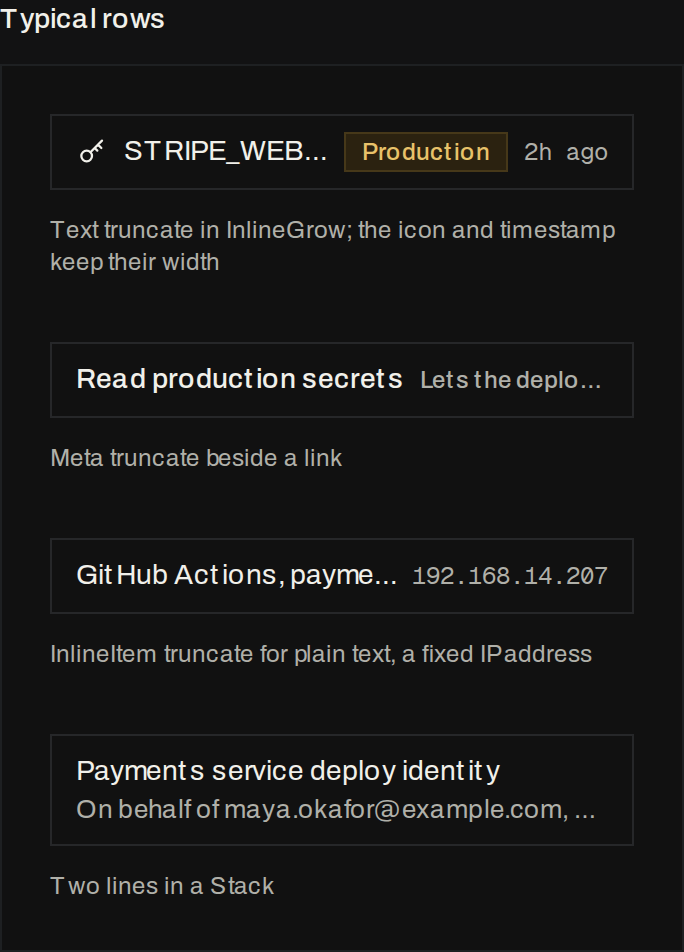 Typical rows
STRIPE_WEB...
Production
2h ago
Text truncate in InlineGrow; the icon and timestamp
keep their width
Read production secrets
Lets the deplo...
Meta truncate beside a link
GitHub Actions, payme...
192.168.14.207
InlineItem truncate for plain text, a fixed IP address
Payments service deploy identity
On behalf of maya.okafor@example.com, ...
Two lines in a Stack